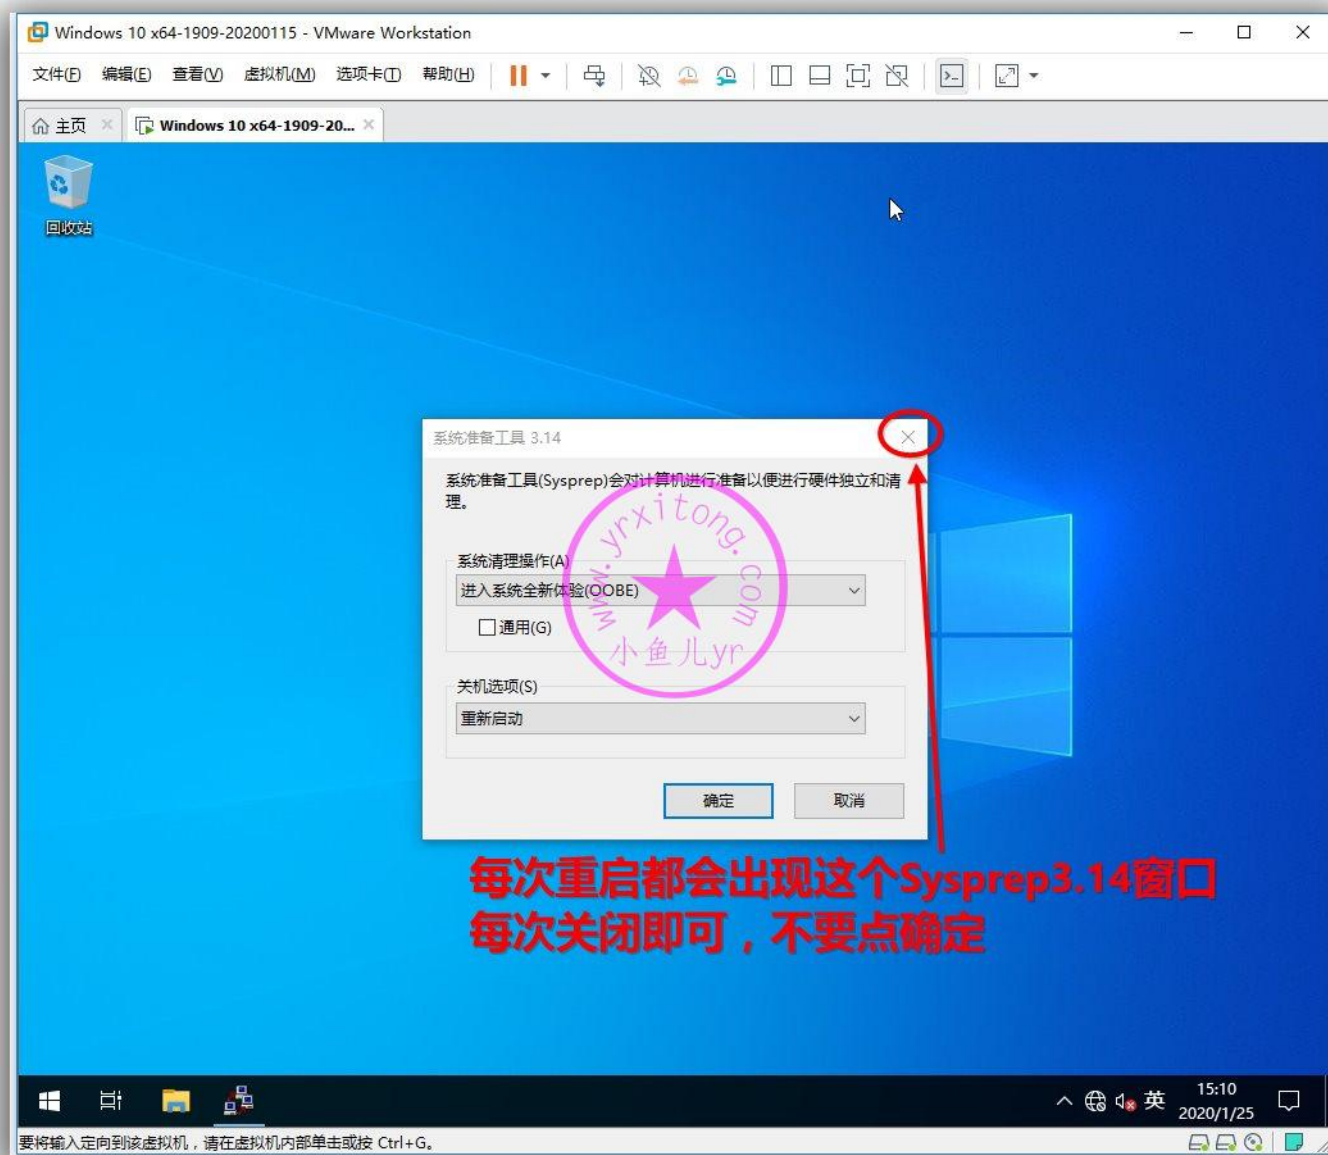 Windows 10 x64-1909-20200115 - VMware Workstation
文件(F) 编辑(E) 查看(V) 虚拟机(M) 选项卡(T) 帮助(H)
主页
Windows 10 x64-1909-20...
回收站
系统准备工具 3.14
系统准备工具(Sysprep)会对计算机进行准备以便进行硬件独立和清
理。
系统清理操作(A)
进入系统全新体验(OOBE)
通用(G)
www.yrxitong.com
小鱼儿yr
关机选项(S)
重新启动
确定 取消
每次重启都会出现这个Sysprep3.14窗口
每次关闭即可，不要点确定
英
15:10
2020/1/25
要将输入定向到该虚拟机，请在虚拟机内部单击或按 Ctrl+G。